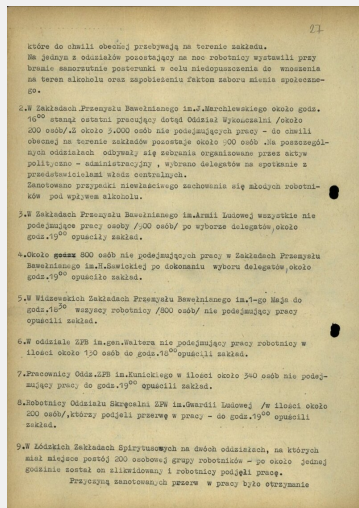 27
które do chwili obecnej przebywają na terenie zakładu.
Na jednym z oddziałów pozostający na noc robotnicy wystawili przy
bramie samorzutnie posterunki w celu niedopuszczenia do wnoszenia
na teren alkoholu oraz zapobieżeniu faktom zaboru mienia społeczne-
go.
2.W Zakładach Przemysłu Bawełnianego im.J.Marchlewskiego około godz.
16⁰⁰ stanął ostatni pracujący dotąd Oddział Wykończalni /około
200 osób/.Z około 3.000 osób nie podejmujących pracy - do chwili
obecnej na terenie zakładów pozostaje około 900 osób .Na poszczegól-
nych oddziałach odbywały się zebrania organizowane przez aktyw
polityczno - administracyjny , wybrano delegatów na spotkanie z
przedstawicielami władz centralnych.
Zanotowano przypadki niewłaściwego zachowania się młodych robotni-
ków pod wpływem alkoholu.
3.W Zakładach Przemysłu Bawełnianego im.Armii Ludowej wszystkie nie
podejmujące pracy osoby /900 osób/ po wyborze delegatów,około
godz.19⁰⁰ opuściły zakład.
4.Około 800 osób nie podejmujących pracy w Zakładach Przemysłu
Bawełnianego im.H.Sawickiej po dokonaniu wyboru delegatów,około
godz.19⁰⁰ opuściło zakład.
5.W Widzewskich Zakładach Przemysłu Bawełnianego im.1-go Maja do
godz.18³⁰ wszyscy robotnicy /800 osób/ nie podejmujący pracy
opuścili zakład.
6.W oddziale ZPB im.gen.Waltera nie podejmujący pracy robotnicy w
ilości około 130 osób do godz.18⁰⁰opuścili zakład.
7.Pracownicy Oddz.ZPB im.Kunickiego w ilości około 340 osób nie podej-
mujący pracy do godz.19⁰⁰ opuścili zakład.
8.Robotnicy Oddziału Skręcalni ZPW im.Gwardii Ludowej /w ilości około
200 osób/,którzy podjeli przerwę w pracy - do godz.19⁰⁰ opuścili
zakład.
9.W Łódzkich Zakładach Spirytusowych na dwóch oddziałach, na których
miał miejsce postój 200 osobowej grupy robotników - po około jednej
godzinie został on zlikwidowany i robotnicy podjęli pracę.
Przyczyną zanotowanych przerw w pracy było otrzymanie